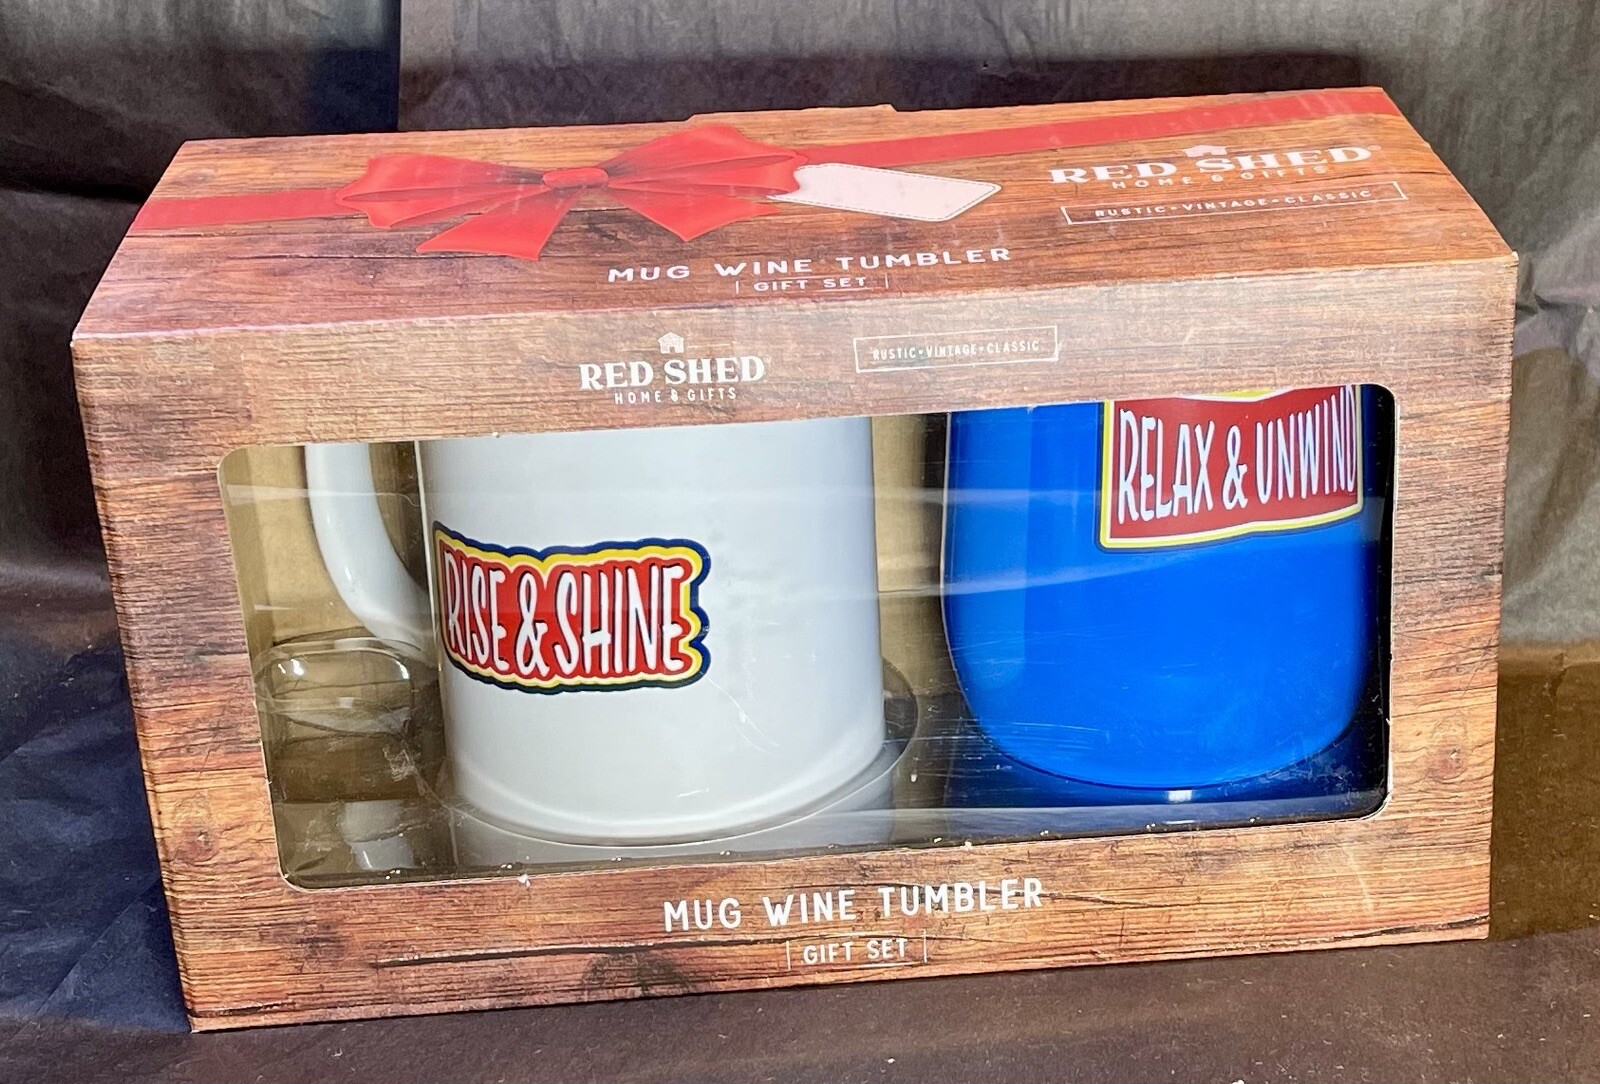 RED SHED®
HOME & GIFTS
RUSTIC • VINTAGE • CLASSIC
MUG WINE TUMBLER
GIFT SET
RED SHED®
HOME & GIFTS
RUSTIC • VINTAGE • CLASSIC
RISE & SHINE
RELAX & UNWIND
MUG WINE TUMBLER
GIFT SET